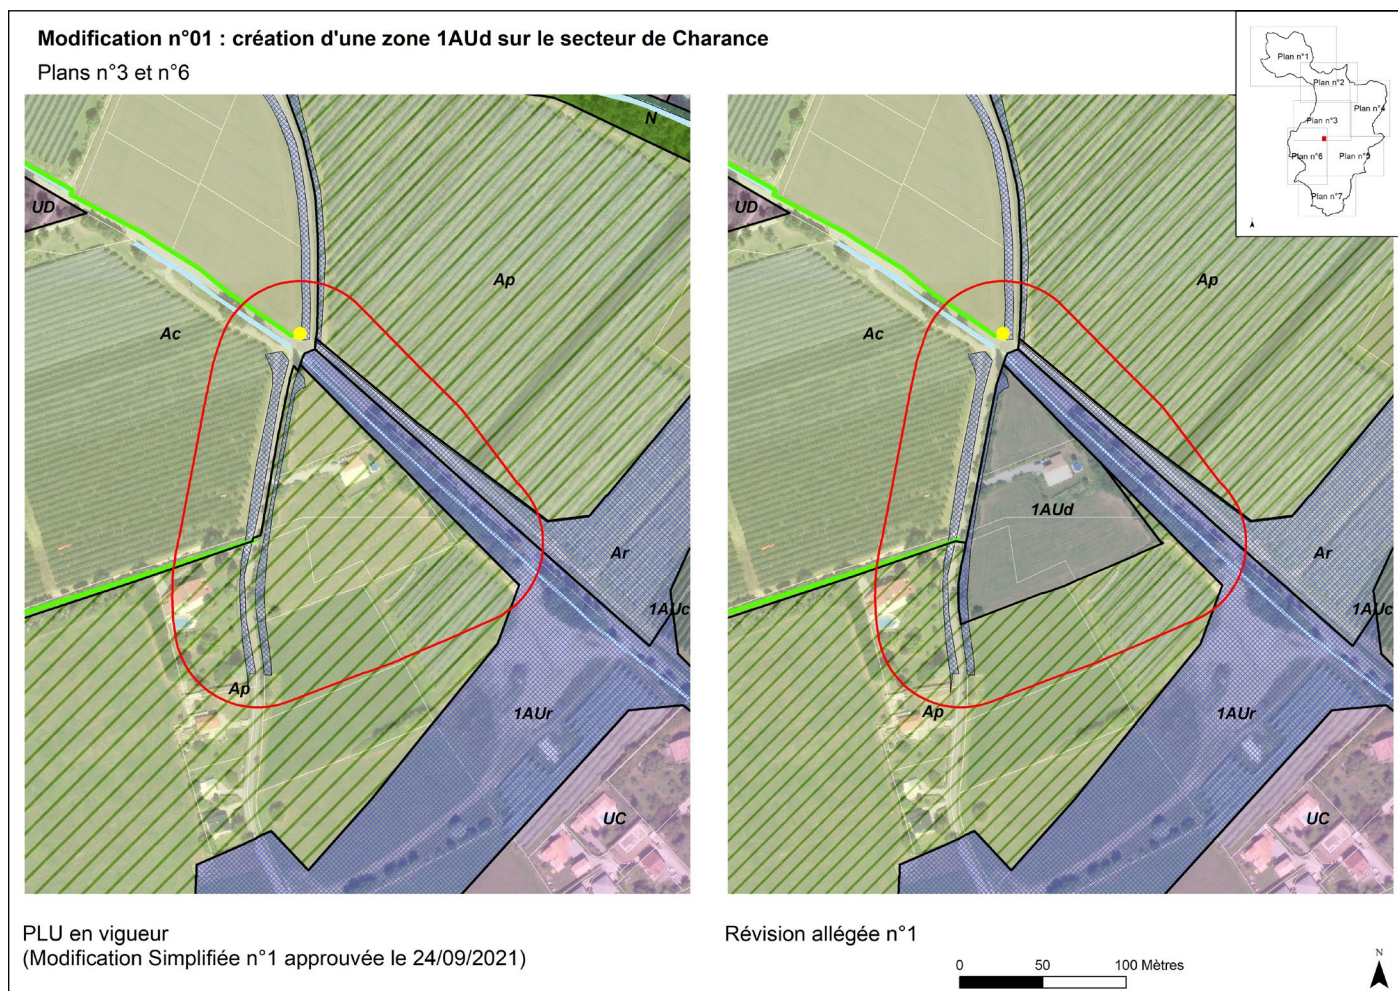 Modification n°01 : création d'une zone 1AUd sur le secteur de Charance
Plans n°3 et n°6
Plan n°1
Plan n°2
Plan n°4
Plan n°3
Plan n°6
Plan n°5
Plan n°7
N
UD
Ap
Ac
Ar
1AUc
Ap
1AUr
UC
UD
Ap
Ac
1AUd
Ar
1AUc
Ap
1AUr
UC
PLU en vigueur
(Modification Simplifiée n°1 approuvée le 24/09/2021)
Révision allégée n°1
0 50 100 Mètres
N